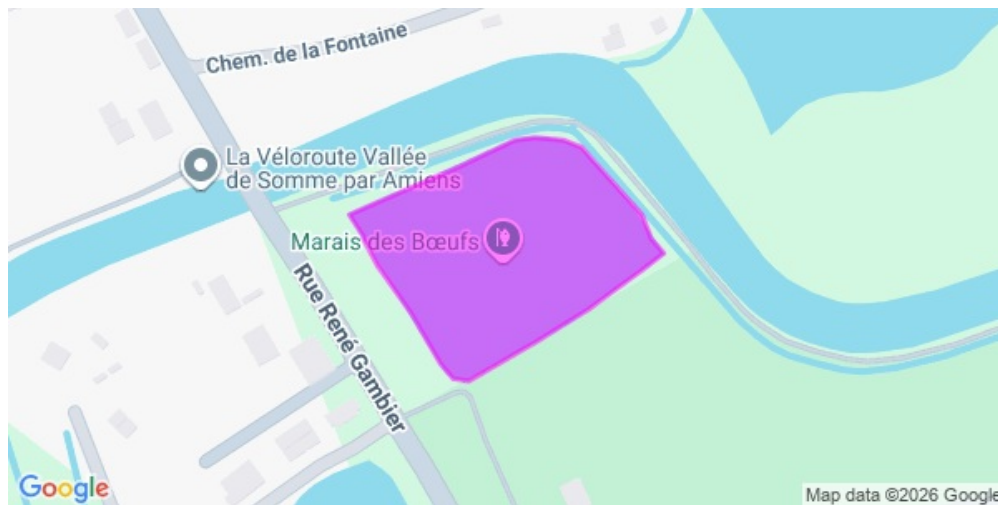 Chem. de la Fontaine
La Véloroute Vallée
de Somme par Amiens
Marais des Bœufs
Rue René Gambier
Google
Map data ©2026 Google